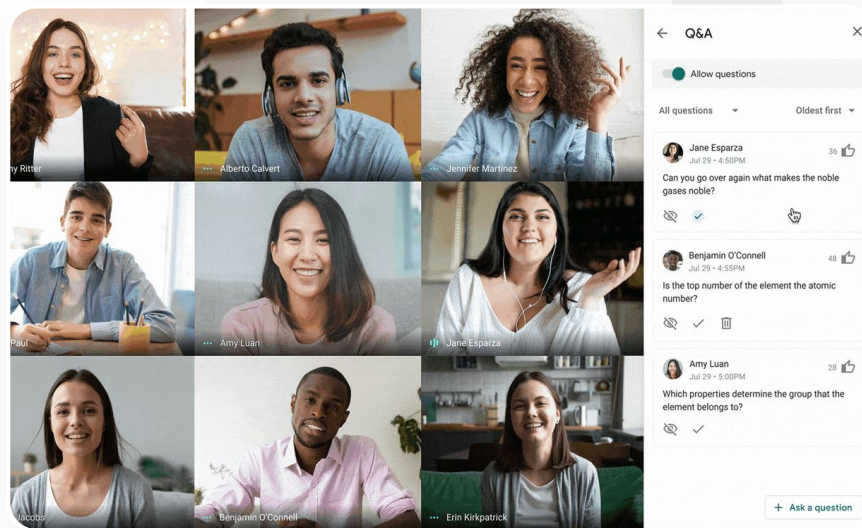 Q&A
Allow questions
All questions
Oldest first
ny Ritter
Alberto Calvert
Jennifer Martinez
Paul
Amy Luan
Jane Esparza
Jacobs
Benjamin O'Connell
Erin Kirkpatrick
Jane Esparza
36
Jul 29 • 4:50PM
Can you go over again what makes the noble
gases noble?
Benjamin O'Connell
48
Jul 29 • 4:55PM
Is the top number of the element the atomic
number?
Amy Luan
28
Jul 29 • 5:00PM
Which properties determine the group that the
element belongs to?
+ Ask a question